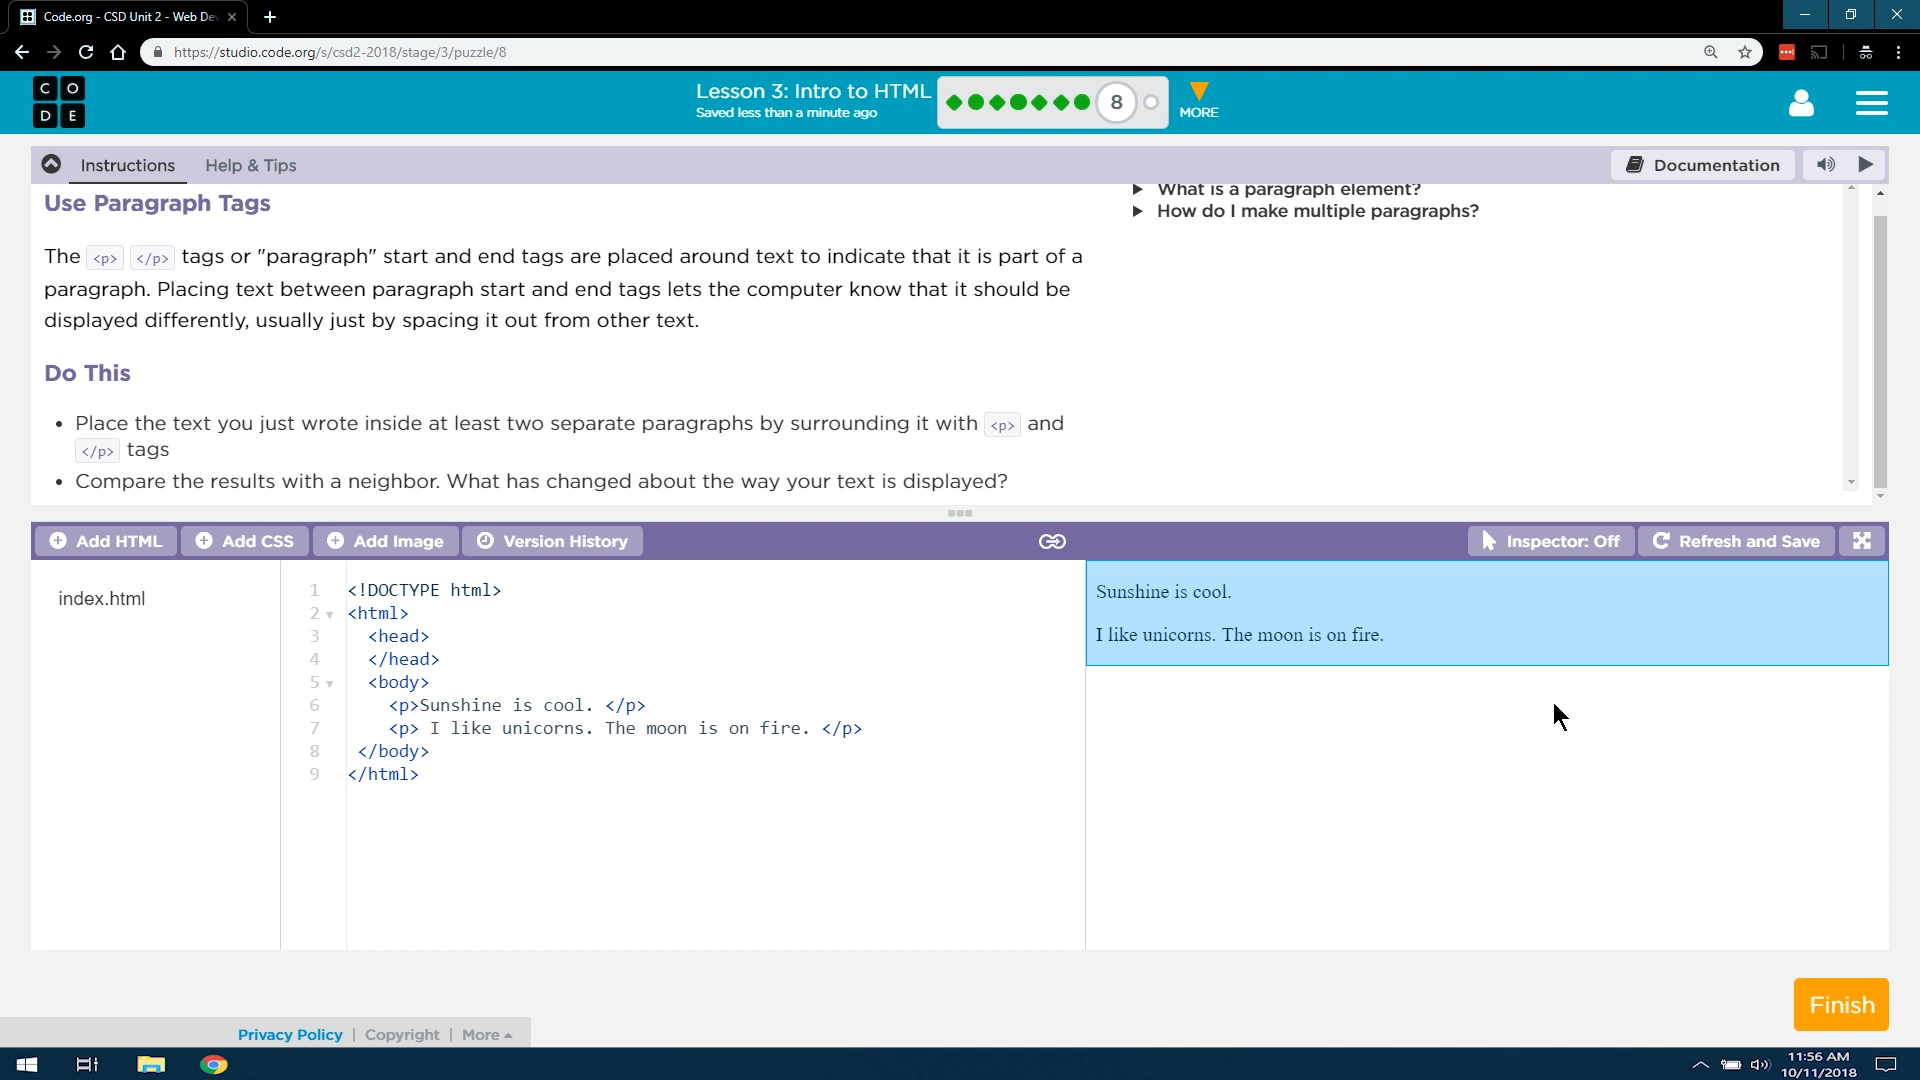 Code.org - CSD Unit 2 - Web De
https://studio.code.org/s/csd2-2018/stage/3/puzzle/8
C O
D E
Lesson 3: Intro to HTML
Saved less than a minute ago
8
MORE
Instructions
Help & Tips
Documentation
Use Paragraph Tags
What is a paragraph element?
How do I make multiple paragraphs?
The <p> </p> tags or "paragraph" start and end tags are placed around text to indicate that it is part of a
paragraph. Placing text between paragraph start and end tags lets the computer know that it should be
displayed differently, usually just by spacing it out from other text.
Do This
• Place the text you just wrote inside at least two separate paragraphs by surrounding it with <p> and
</p> tags
• Compare the results with a neighbor. What has changed about the way your text is displayed?
Add HTML
Add CSS
Add Image
Version History
Inspector: Off
Refresh and Save
index.html
1 <!DOCTYPE html>
2 <html>
3 <head>
4 </head>
5 <body>
6 <p>Sunshine is cool. </p>
7 <p> I like unicorns. The moon is on fire. </p>
8 </body>
9 </html>
Sunshine is cool.
I like unicorns. The moon is on fire.
Finish
Privacy Policy | Copyright | More
11:56 AM
10/11/2018